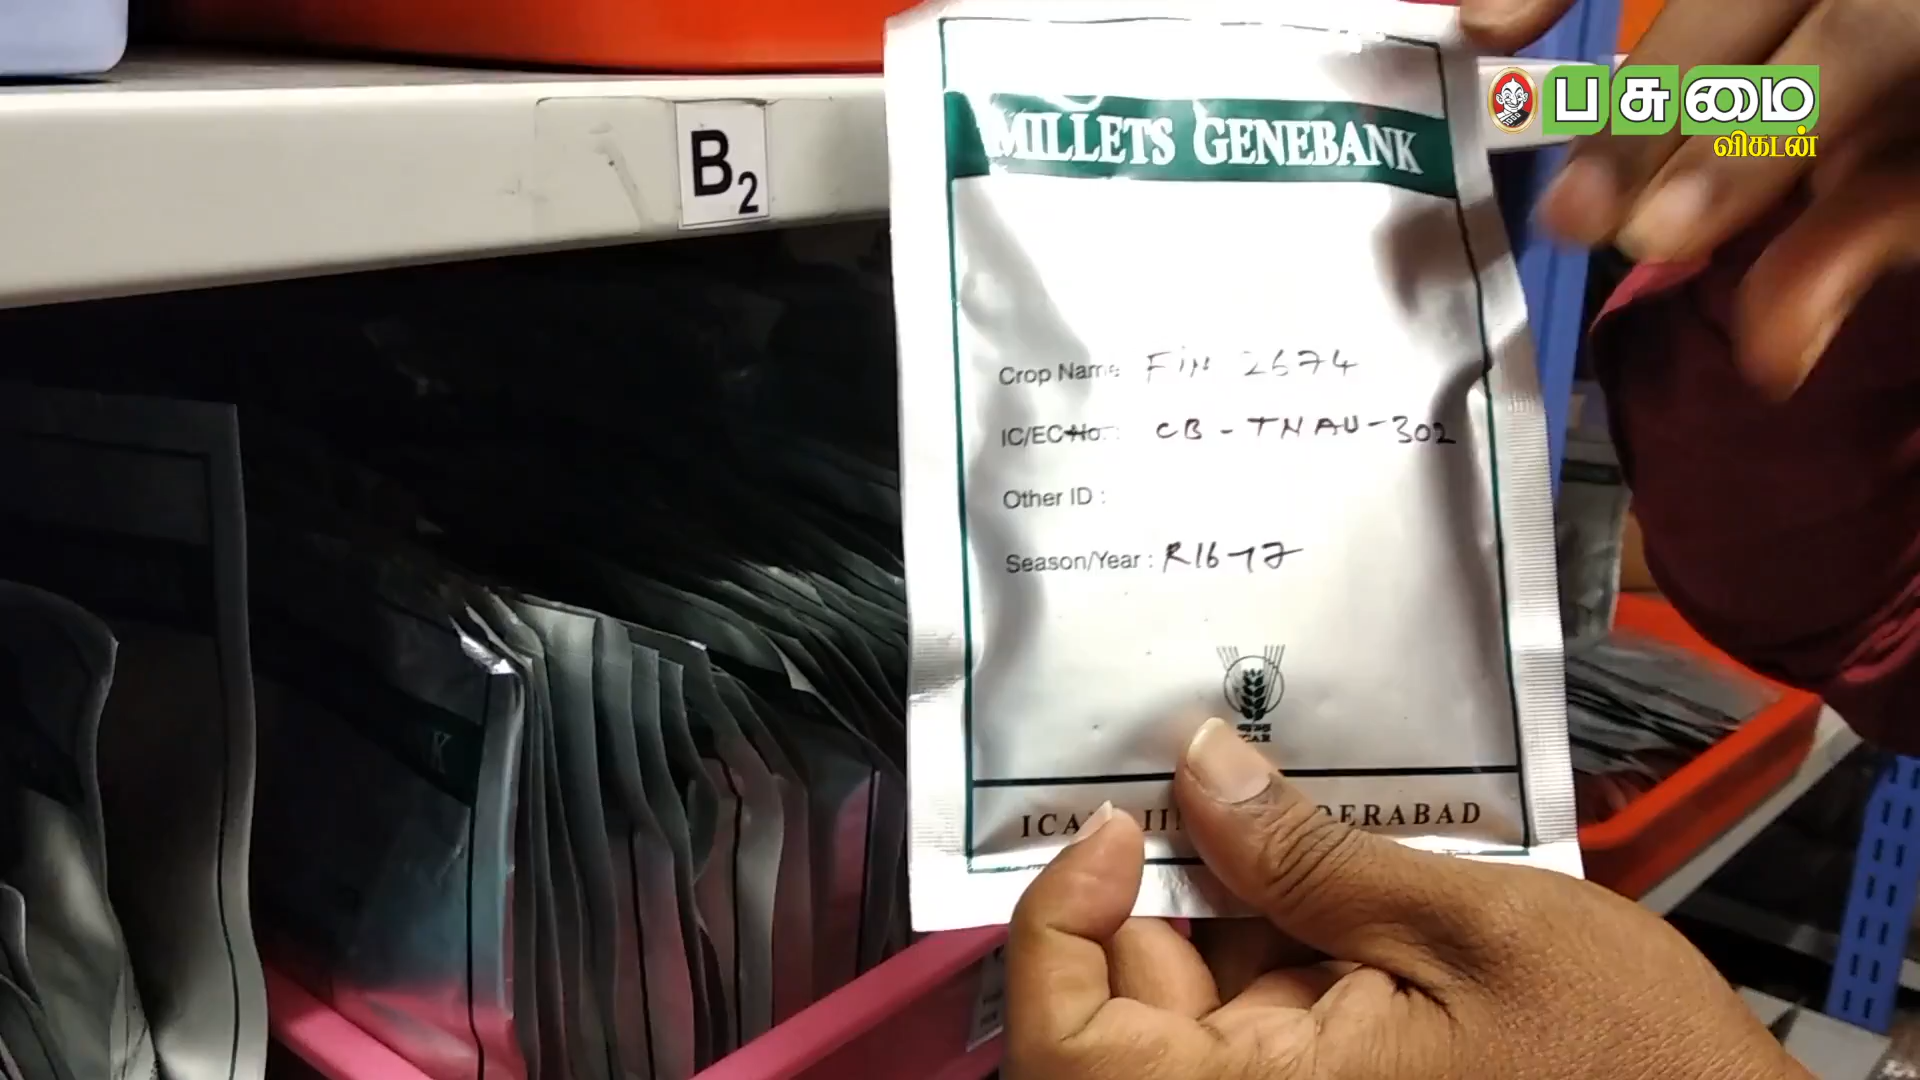 B2
MILLETS GENEBANK
பசுமை
விகடன்
Crop Name FIN 2674
IC/EC No. : CB - TNAU - 302
Other ID :
Season/Year : R16-17